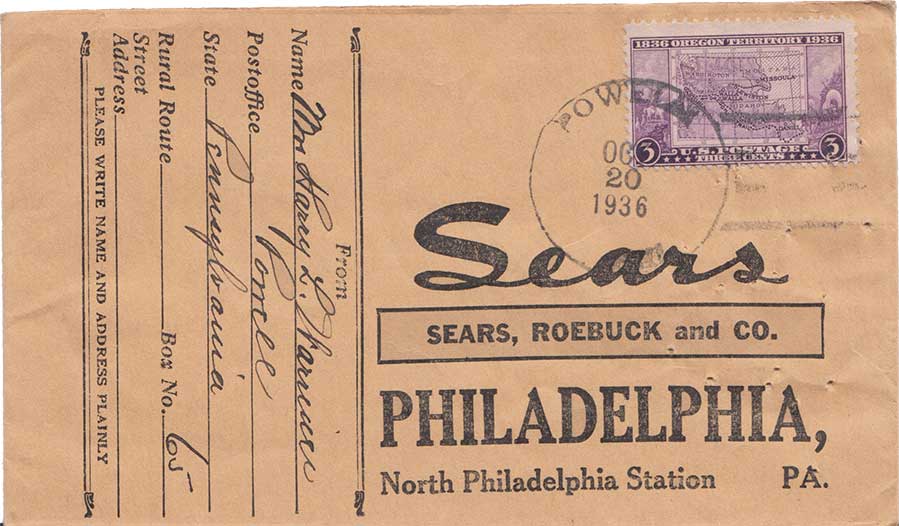 From
Name Mrs Harry L.
Postoffice Powell
State Pennsylvania
Rural Route Box No. 65
Street
Address
PLEASE WRITE NAME AND ADDRESS PLAINLY
1836 OREGON TERRITORY 1936
MISSOULA
3 U.S. POSTAGE 3
THREE CENTS
POWELL
OC
20
1936
Sears
SEARS, ROEBUCK and CO.
PHILADELPHIA,
North Philadelphia Station PA.